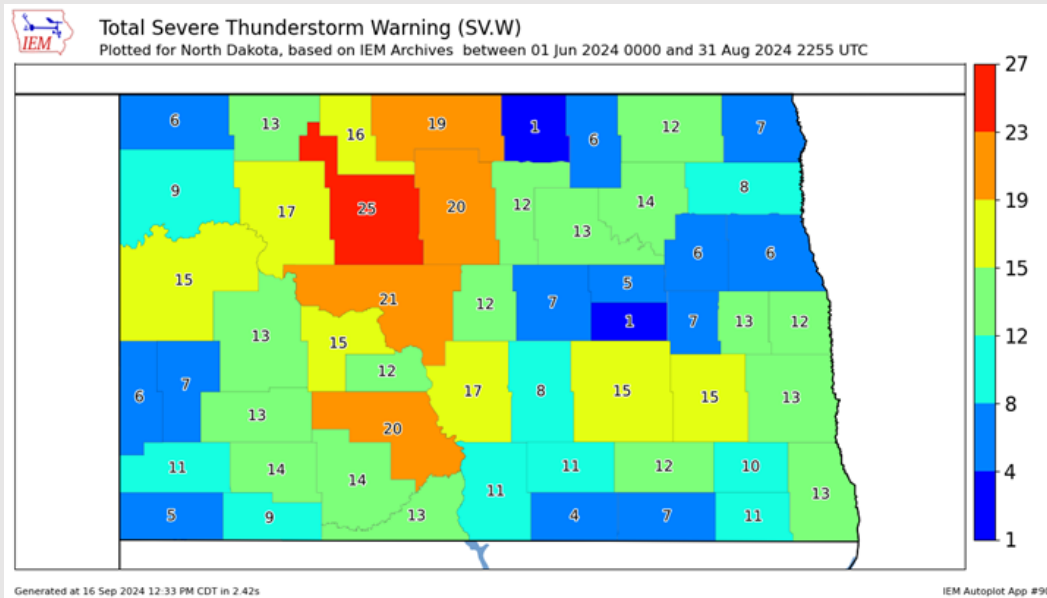 IEM
Total Severe Thunderstorm Warning (SV.W)
Plotted for North Dakota, based on IEM Archives between 01 Jun 2024 0000 and 31 Aug 2024 2255 UTC
27
6 13 16 19 1 6 12 7
23
9 17 25 20 12 13 14 8
19
15 21 12 7 5 6 6
15
13 15 12 1 7 13 12
12
6 7 13 20 17 8 15 15 13
8
11 14 14 11 11 12 10 13
4
5 9 13 4 7 11
1
Generated at 16 Sep 2024 12:33 PM CDT in 2.42s
IEM Autoplot App